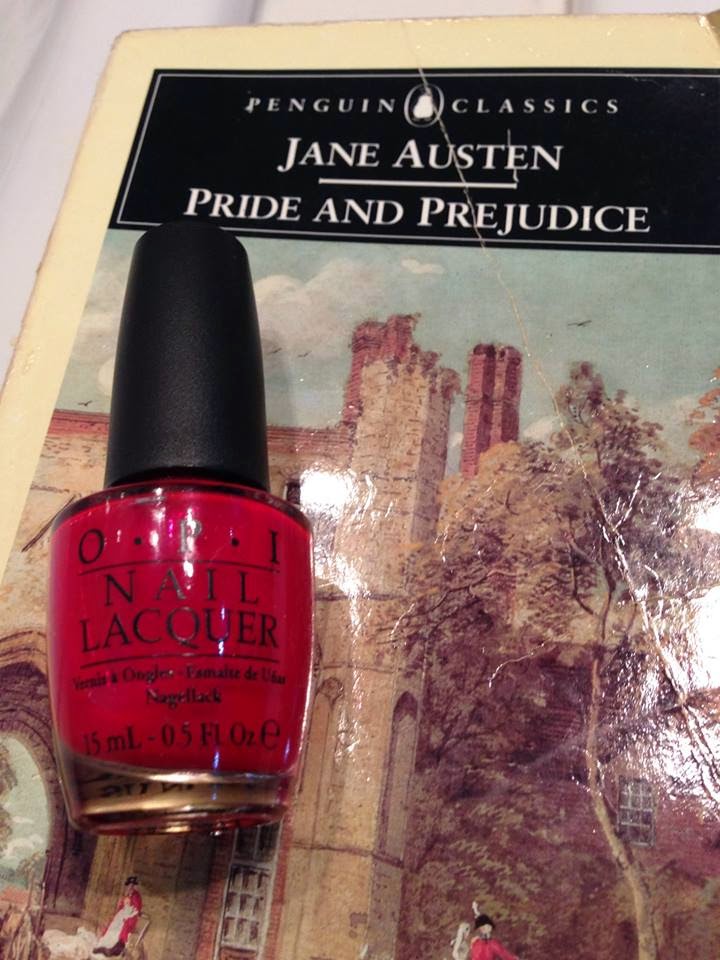 PENGUIN CLASSICS
JANE AUSTEN
PRIDE AND PREJUDICE
O·P·I
NAIL
LACQUER
Vernis à Ongles - Esmalte de Uñas
Nagellack
15 mL - 0.5 Fl Oz ℮